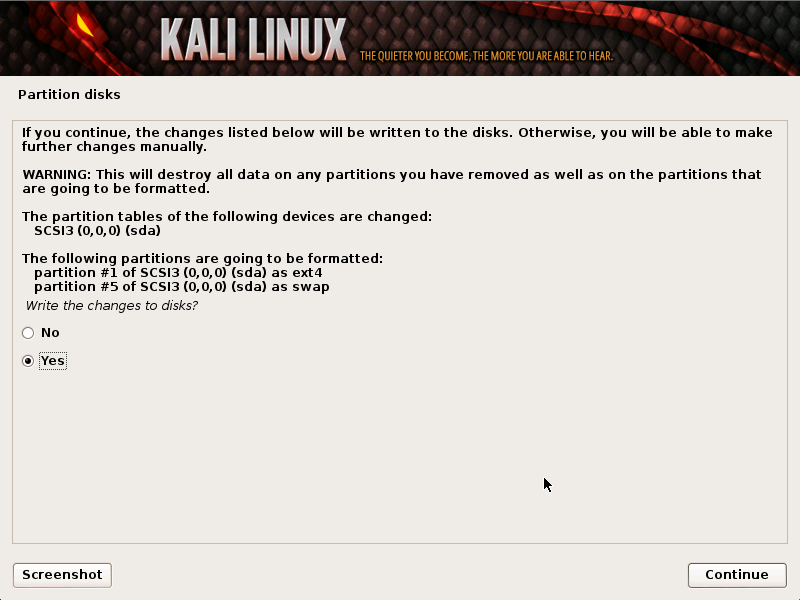 KALI LINUX THE QUIETER YOU BECOME, THE MORE YOU ARE ABLE TO HEAR.
Partition disks
If you continue, the changes listed below will be written to the disks. Otherwise, you will be able to make
further changes manually.
WARNING: This will destroy all data on any partitions you have removed as well as on the partitions that
are going to be formatted.
The partition tables of the following devices are changed:
SCSI3 (0,0,0) (sda)
The following partitions are going to be formatted:
partition #1 of SCSI3 (0,0,0) (sda) as ext4
partition #5 of SCSI3 (0,0,0) (sda) as swap
Write the changes to disks?
No
Yes
Screenshot Continue